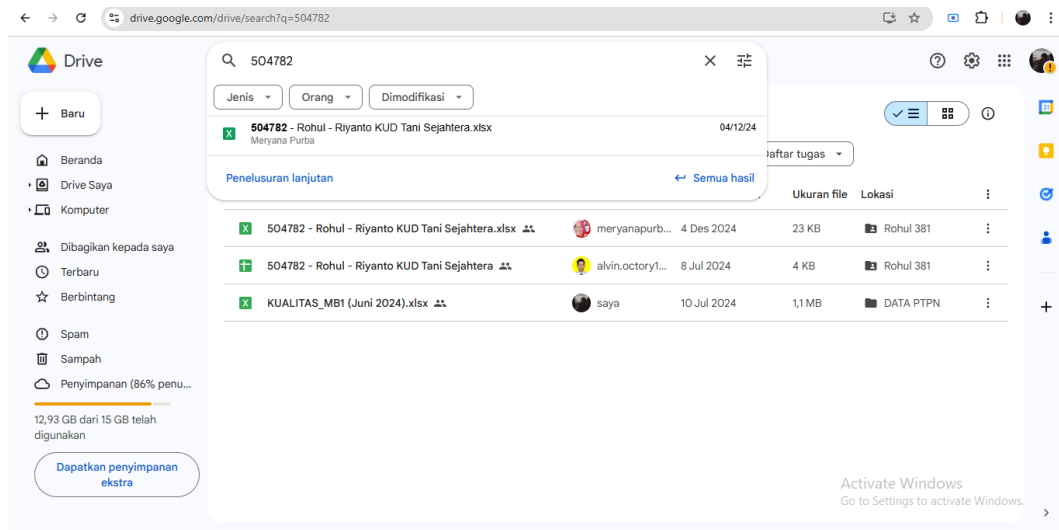 drive.google.com/drive/search?q=504782
Drive
504782
Jenis
Orang
Dimodifikasi
504782 - Rohul - Riyanto KUD Tani Sejahtera.xlsx
04/12/24
Meryana Purba
Penelusuran lanjutan
Semua hasil
Baru
Beranda
Drive Saya
Komputer
Dibagikan kepada saya
Terbaru
Berbintang
Spam
Sampah
Penyimpanan (86% penu...
12,93 GB dari 15 GB telah
digunakan
Dapatkan penyimpanan
ekstra
aftar tugas
Ukuran file Lokasi
504782 - Rohul - Riyanto KUD Tani Sejahtera.xlsx meryanapurb... 4 Des 2024 23 KB Rohul 381
504782 - Rohul - Riyanto KUD Tani Sejahtera alvin.octory1... 8 Jul 2024 4 KB Rohul 381
KUALITAS_MB1 (Juni 2024).xlsx saya 10 Jul 2024 1,1 MB DATA PTPN
31
Activate Windows
Go to Settings to activate Windows.